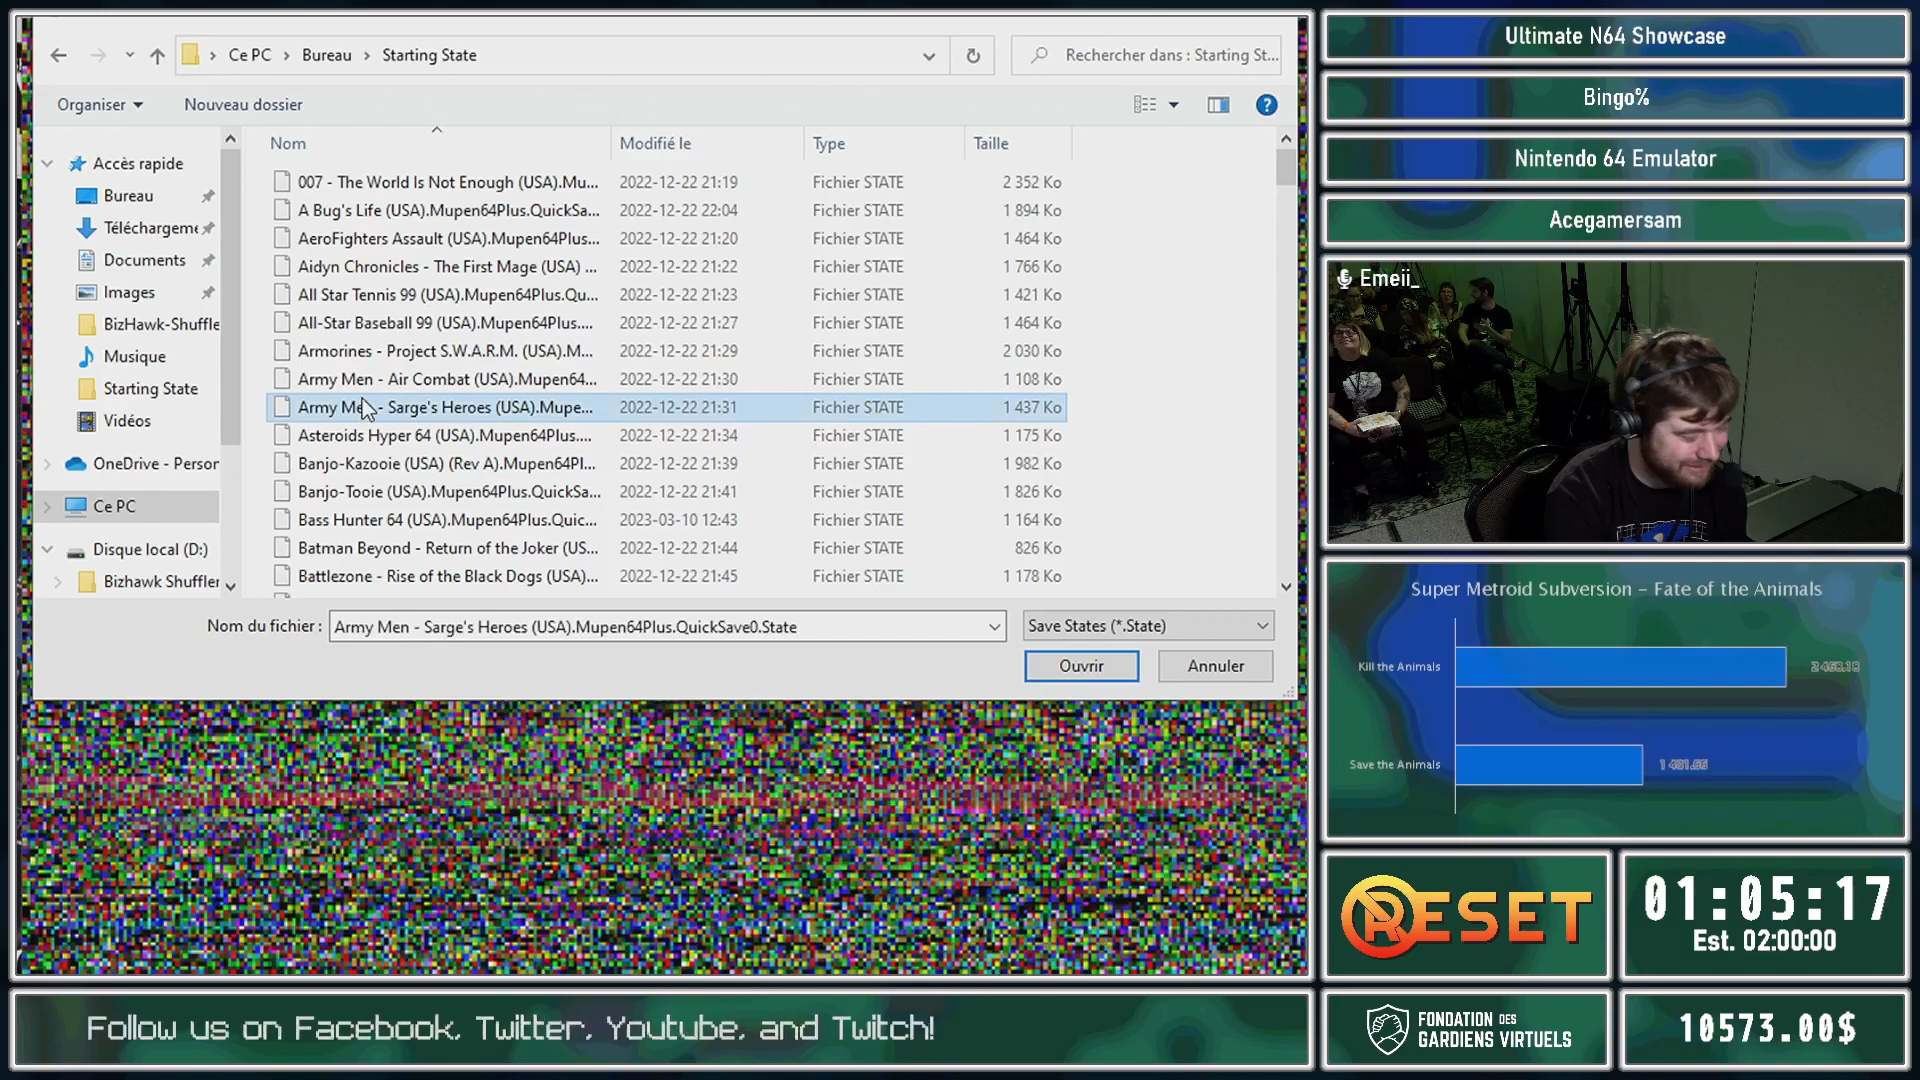 Ce PC > Bureau > Starting State
Rechercher dans : Starting St...
Organiser
Nouveau dossier
Nom Modifié le Type Taille
Accès rapide
Bureau
Téléchargeme
Documents
Images
BizHawk-Shuffle
Musique
Starting State
Vidéos
OneDrive - Person
Ce PC
Disque local (D:)
Bizhawk Shuffler
007 - The World Is Not Enough (USA).Mu... 2022-12-22 21:19 Fichier STATE 2 352 Ko
A Bug's Life (USA).Mupen64Plus.QuickSa... 2022-12-22 22:04 Fichier STATE 1 894 Ko
AeroFighters Assault (USA).Mupen64Plus... 2022-12-22 21:20 Fichier STATE 1 464 Ko
Aidyn Chronicles - The First Mage (USA) ... 2022-12-22 21:22 Fichier STATE 1 766 Ko
All Star Tennis 99 (USA).Mupen64Plus.Qu... 2022-12-22 21:23 Fichier STATE 1 421 Ko
All-Star Baseball 99 (USA).Mupen64Plus.... 2022-12-22 21:27 Fichier STATE 1 464 Ko
Armorines - Project S.W.A.R.M. (USA).M... 2022-12-22 21:29 Fichier STATE 2 030 Ko
Army Men - Air Combat (USA).Mupen64... 2022-12-22 21:30 Fichier STATE 1 108 Ko
Army Men - Sarge's Heroes (USA).Mupe... 2022-12-22 21:31 Fichier STATE 1 437 Ko
Asteroids Hyper 64 (USA).Mupen64Plus.... 2022-12-22 21:34 Fichier STATE 1 175 Ko
Banjo-Kazooie (USA) (Rev A).Mupen64Pl... 2022-12-22 21:39 Fichier STATE 1 982 Ko
Banjo-Tooie (USA).Mupen64Plus.QuickSa... 2022-12-22 21:41 Fichier STATE 1 826 Ko
Bass Hunter 64 (USA).Mupen64Plus.Quic... 2023-03-10 12:43 Fichier STATE 1 164 Ko
Batman Beyond - Return of the Joker (US... 2022-12-22 21:44 Fichier STATE 826 Ko
Battlezone - Rise of the Black Dogs (USA)... 2022-12-22 21:45 Fichier STATE 1 178 Ko
Nom du fichier : Army Men - Sarge's Heroes (USA).Mupen64Plus.QuickSave0.State
Save States (*.State)
Ouvrir Annuler
Ultimate N64 Showcase
Bingo%
Nintendo 64 Emulator
Acegamersam
Emeii_
Super Metroid Subversion - Fate of the Animals
Kill the Animals
Save the Animals
RESET
01:05:17
Est. 02:00:00
Follow us on Facebook, Twitter, Youtube, and Twitch!
FONDATION DES
GARDIENS VIRTUELS
10573.00$